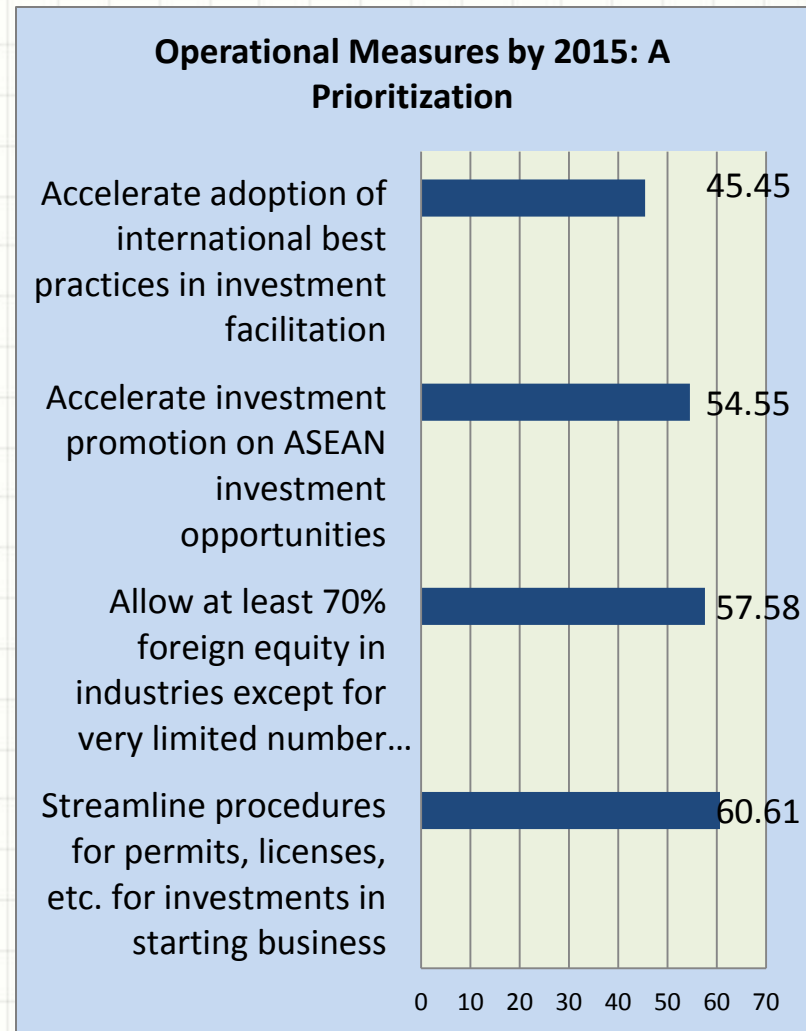 Operational Measures by 2015: A
Prioritization
Accelerate adoption of
international best
practices in investment
facilitation
45.45
Accelerate investment
promotion on ASEAN
investment
opportunities
54.55
Allow at least 70%
foreign equity in
industries except for
very limited number...
57.58
Streamline procedures
for permits, licenses,
etc. for investments in
starting business
60.61
0 10 20 30 40 50 60 70